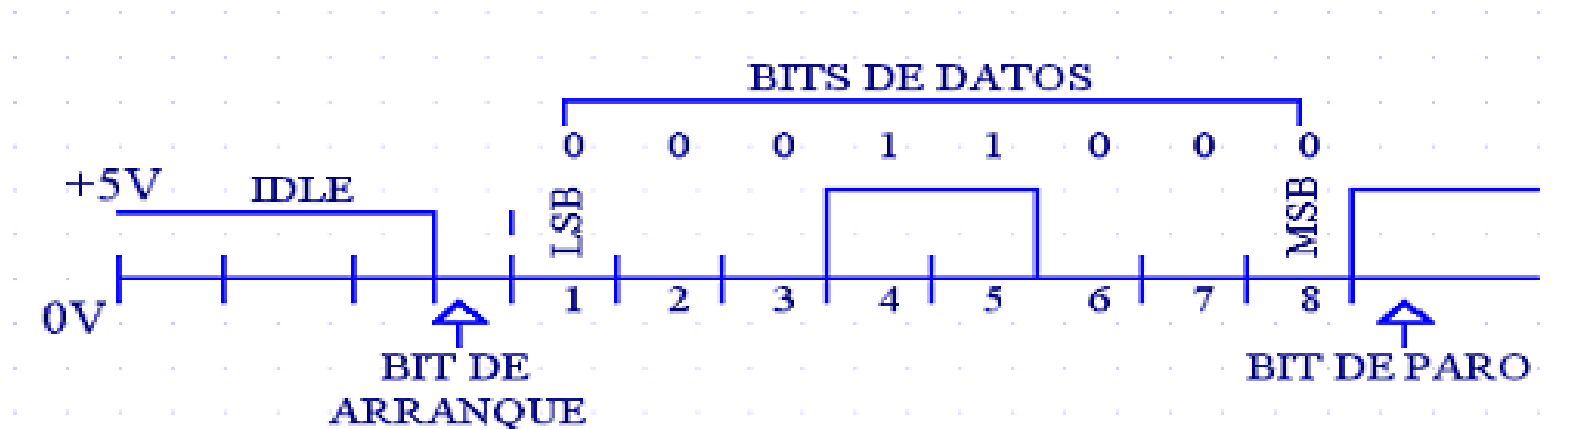 BITS DE DATOS
0 0 0 1 1 0 0 0
+5V IDLE LSB MSB
0V 1 2 3 4 5 6 7 8
BIT DE ARRANQUE
BIT DE PARO